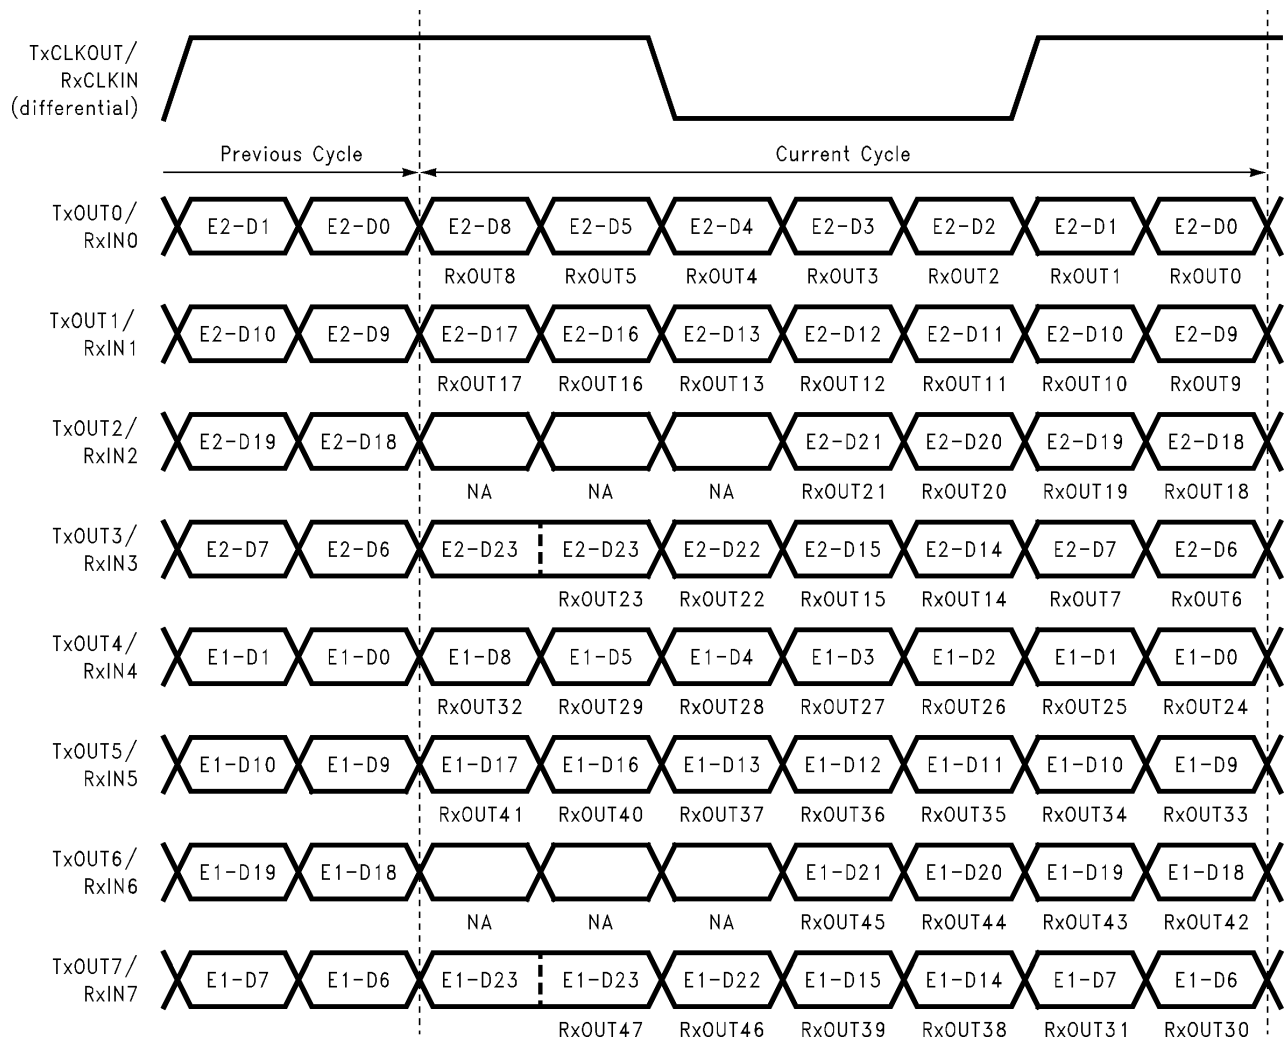 TxCLKOUT/
RxCLKIN
(differential)
Previous Cycle Current Cycle
TxOUT0/
RxIN0
E2-D1 E2-D0 E2-D8 E2-D5 E2-D4 E2-D3 E2-D2 E2-D1 E2-D0
RxOUT8 RxOUT5 RxOUT4 RxOUT3 RxOUT2 RxOUT1 RxOUT0
TxOUT1/
RxIN1
E2-D10 E2-D9 E2-D17 E2-D16 E2-D13 E2-D12 E2-D11 E2-D10 E2-D9
RxOUT17 RxOUT16 RxOUT13 RxOUT12 RxOUT11 RxOUT10 RxOUT9
TxOUT2/
RxIN2
E2-D19 E2-D18 E2-D21 E2-D20 E2-D19 E2-D18
NA NA NA RxOUT21 RxOUT20 RxOUT19 RxOUT18
TxOUT3/
RxIN3
E2-D7 E2-D6 E2-D23 E2-D23 E2-D22 E2-D15 E2-D14 E2-D7 E2-D6
RxOUT23 RxOUT22 RxOUT15 RxOUT14 RxOUT7 RxOUT6
TxOUT4/
RxIN4
E1-D1 E1-D0 E1-D8 E1-D5 E1-D4 E1-D3 E1-D2 E1-D1 E1-D0
RxOUT32 RxOUT29 RxOUT28 RxOUT27 RxOUT26 RxOUT25 RxOUT24
TxOUT5/
RxIN5
E1-D10 E1-D9 E1-D17 E1-D16 E1-D13 E1-D12 E1-D11 E1-D10 E1-D9
RxOUT41 RxOUT40 RxOUT37 RxOUT36 RxOUT35 RxOUT34 RxOUT33
TxOUT6/
RxIN6
E1-D19 E1-D18 E1-D21 E1-D20 E1-D19 E1-D18
NA NA NA RxOUT45 RxOUT44 RxOUT43 RxOUT42
TxOUT7/
RxIN7
E1-D7 E1-D6 E1-D23 E1-D23 E1-D22 E1-D15 E1-D14 E1-D7 E1-D6
RxOUT47 RxOUT46 RxOUT39 RxOUT38 RxOUT31 RxOUT30